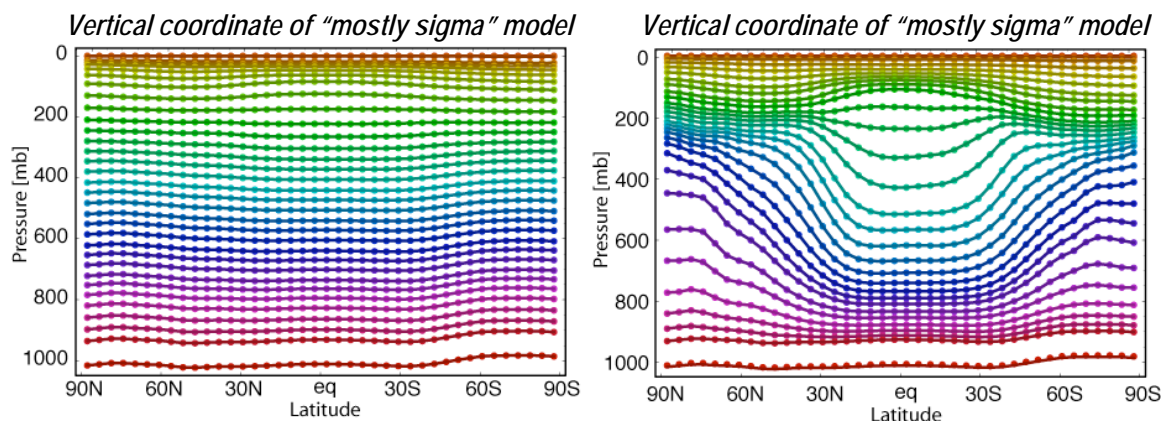 Vertical coordinate of “mostly sigma” model
0
200
400
600
800
1000
Pressure [mb]
90N 60N 30N eq 30S 60S 90S
Latitude
Vertical coordinate of “mostly sigma” model
0
200
400
600
800
1000
Pressure [mb]
90N 60N 30N eq 30S 60S 90S
Latitude